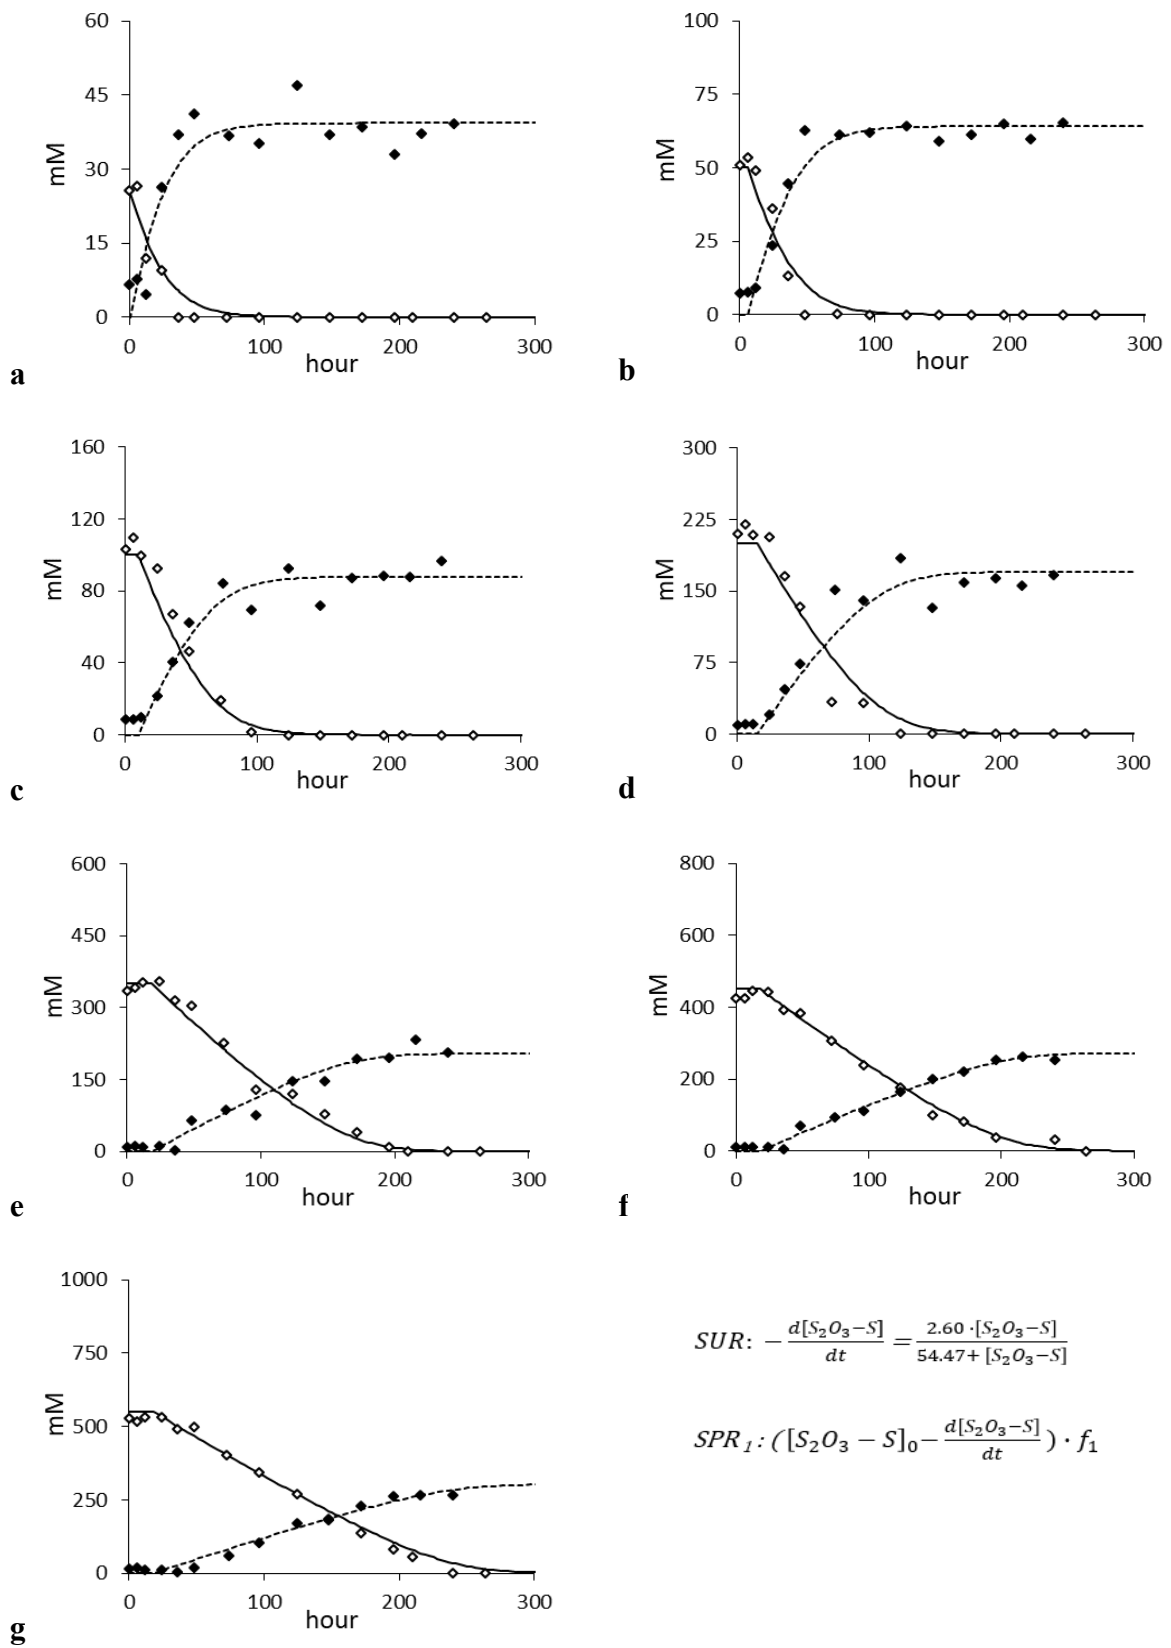 60
45
30
15
0
mM
0 100 200 300
hour
a
100
75
50
25
0
mM
0 100 200 300
hour
b
160
120
80
40
0
mM
0 100 200 300
hour
c
300
225
150
75
0
mM
0 100 200 300
hour
d
600
450
300
150
0
mM
0 100 200 300
hour
e
800
600
400
200
0
mM
0 100 200 300
hour
f
1000
750
500
250
0
mM
0 100 200 300
hour
g
SUR: − d[S₂O₃−S]/dt = 2.60 ·[S₂O₃−S]/54.47+ [S₂O₃−S]
SPR₁: ([S₂O₃ − S]₀− d[S₂O₃−S]/dt ) · f₁